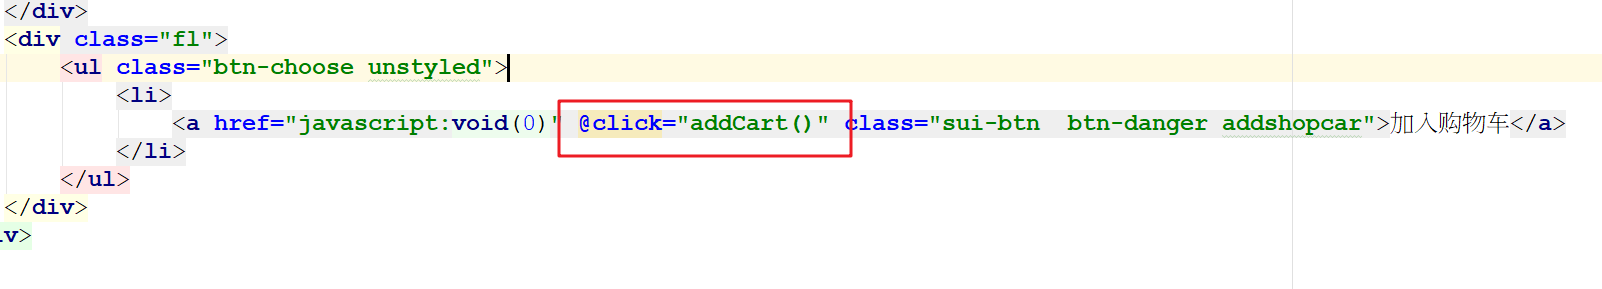 </div>
<div class="fl">
<ul class="btn-choose unstyled">
<li>
<a href="javascript:void(0)" @click="addCart()" class="sui-btn  btn-danger addshopcar">加入购物车</a>
</li>
</ul>
</div>
iv>